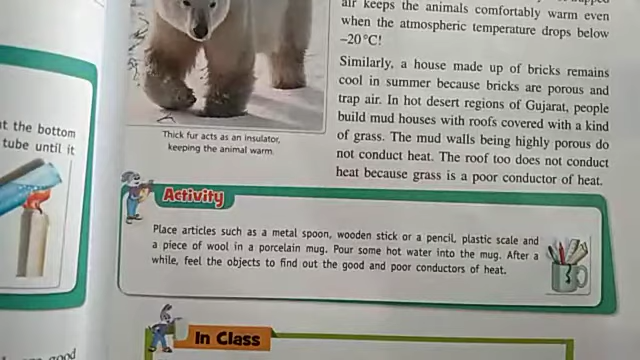 at the bottom
tube until it
good
Thick fur acts as an insulator,
keeping the animal warm.
air keeps the animals comfortably warm even
when the atmospheric temperature drops below
–20°C!
Similarly, a house made up of bricks remains
cool in summer because bricks are porous and
trap air. In hot desert regions of Gujarat, people
build mud houses with roofs covered with a kind
of grass. The mud walls being highly porous do
not conduct heat. The roof too does not conduct
heat because grass is a poor conductor of heat.
Activity
Place articles such as a metal spoon, wooden stick or a pencil, plastic scale and
a piece of wool in a porcelain mug. Pour some hot water into the mug. After a
while, feel the objects to find out the good and poor conductors of heat.
In Class